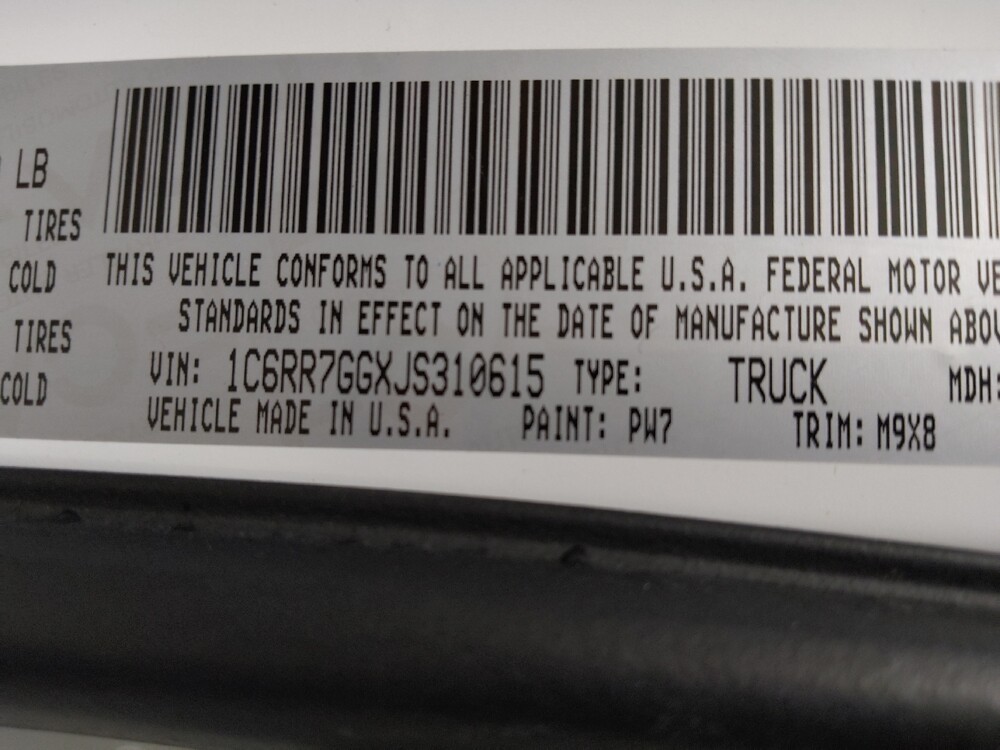 LB
TIRES
COLD
TIRES
COLD
THIS VEHICLE CONFORMS TO ALL APPLICABLE U.S.A. FEDERAL MOTOR VE
STANDARDS IN EFFECT ON THE DATE OF MANUFACTURE SHOWN ABOV
VIN: 1C6RR7GGXJS310615 TYPE: TRUCK MDH:
VEHICLE MADE IN U.S.A. PAINT: PW7 TRIM: M9X8